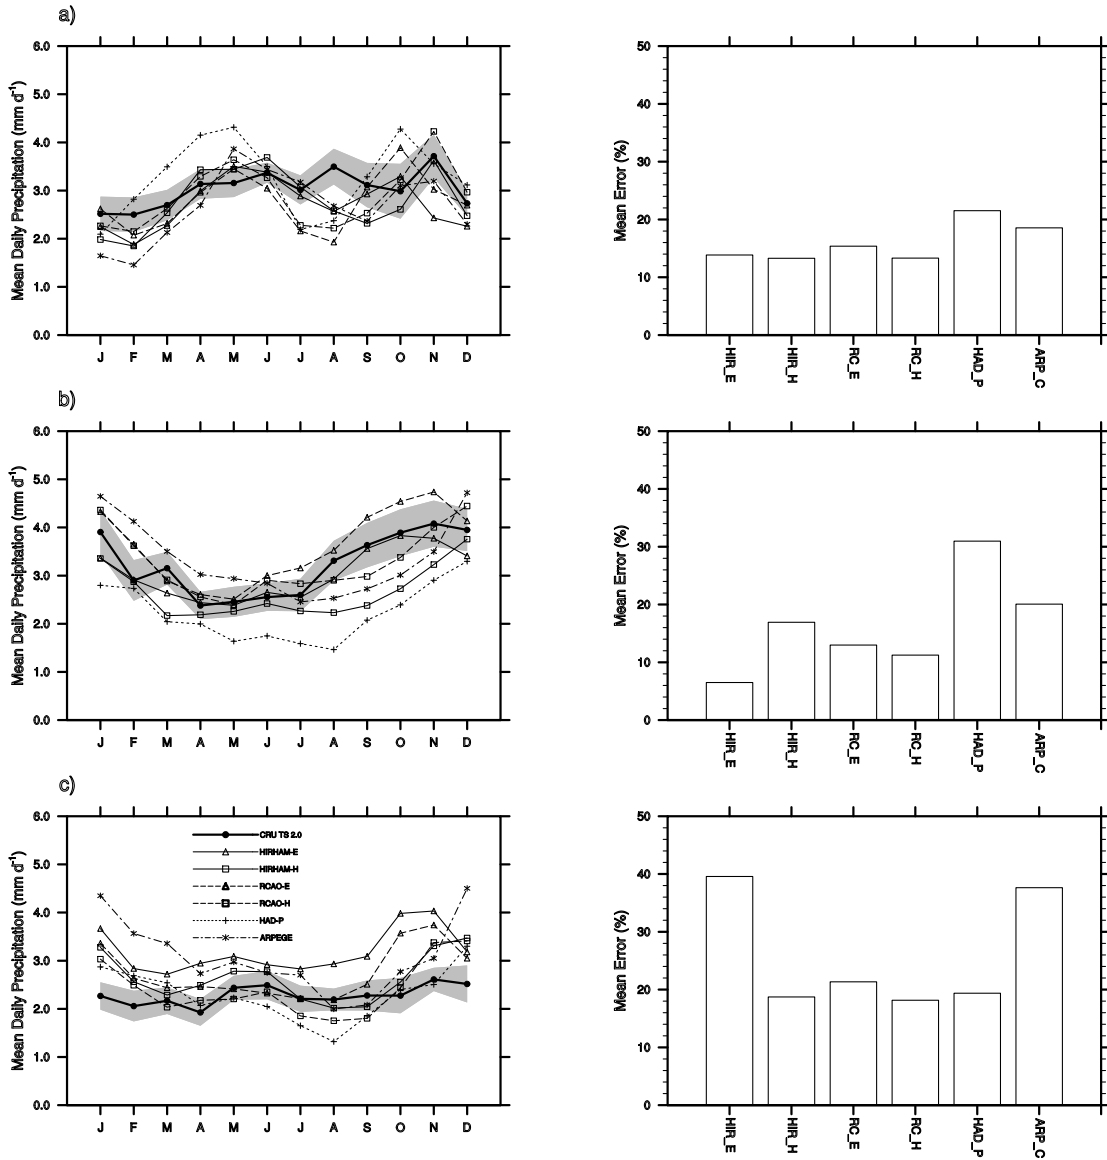 a)
Mean Daily Precipitation (mm d⁻¹)
6.0
5.0
4.0
3.0
2.0
1.0
0.0
J F M A M J J A S O N D
Mean Error (%)
50
40
30
20
10
0
HIR_E HIR_H RC_E RC_H HAD_P ARP_C
b)
Mean Daily Precipitation (mm d⁻¹)
6.0
5.0
4.0
3.0
2.0
1.0
0.0
J F M A M J J A S O N D
Mean Error (%)
50
40
30
20
10
0
HIR_E HIR_H RC_E RC_H HAD_P ARP_C
c)
Mean Daily Precipitation (mm d⁻¹)
6.0
5.0
4.0
3.0
2.0
1.0
0.0
CRU TS 2.0
HIRHAM-E
HIRHAM-H
RCAO-E
RCAO-H
HAD-P
ARPEGE
J F M A M J J A S O N D
Mean Error (%)
50
40
30
20
10
0
HIR_E HIR_H RC_E RC_H HAD_P ARP_C